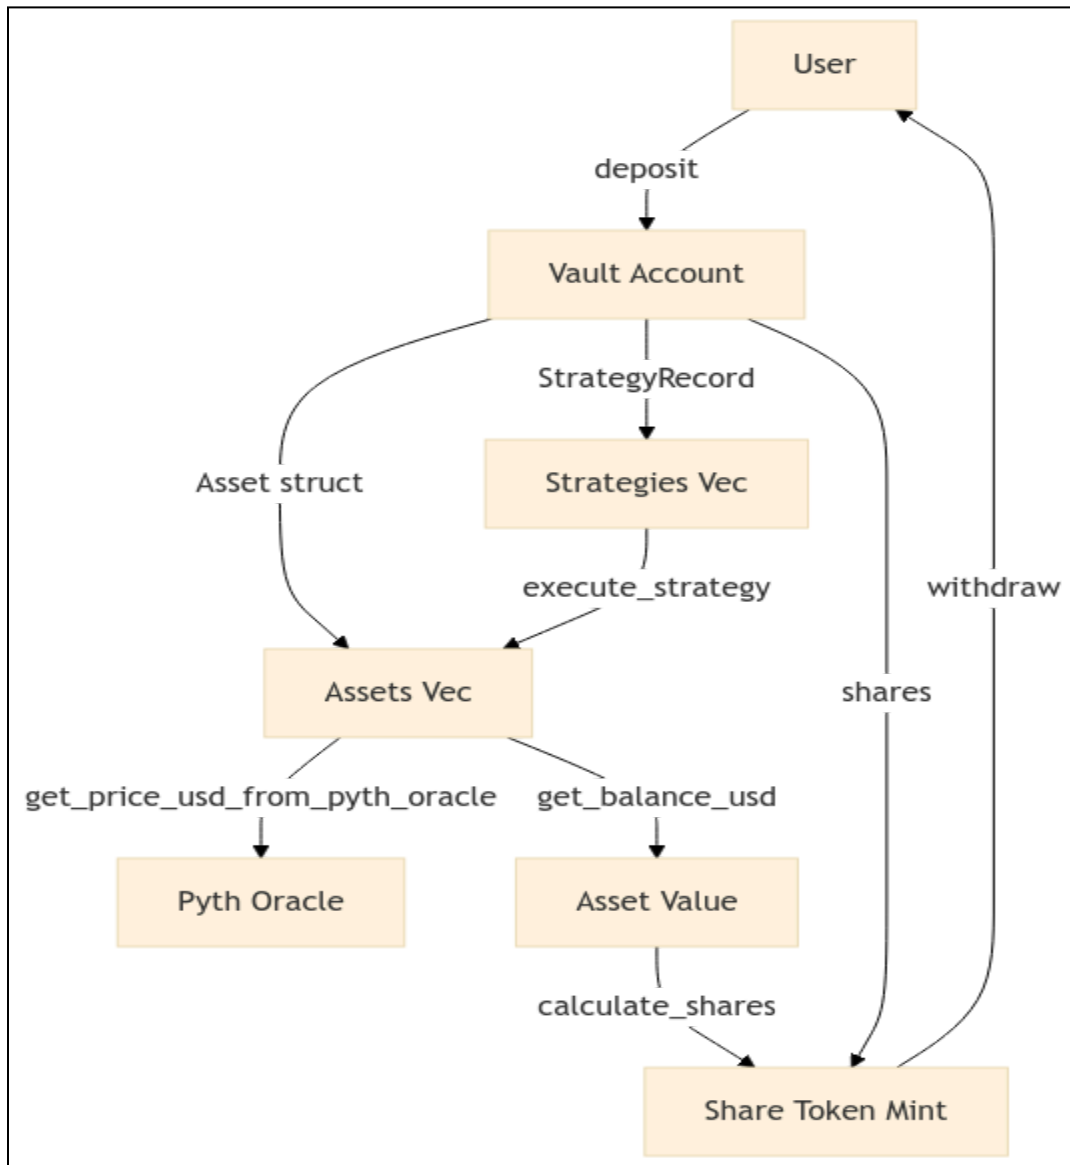 User
deposit
Vault Account
StrategyRecord
Asset struct
Strategies Vec
execute_strategy
withdraw
Assets Vec
shares
get_price_usd_from_pyth_oracle
get_balance_usd
Pyth Oracle
Asset Value
calculate_shares
Share Token Mint